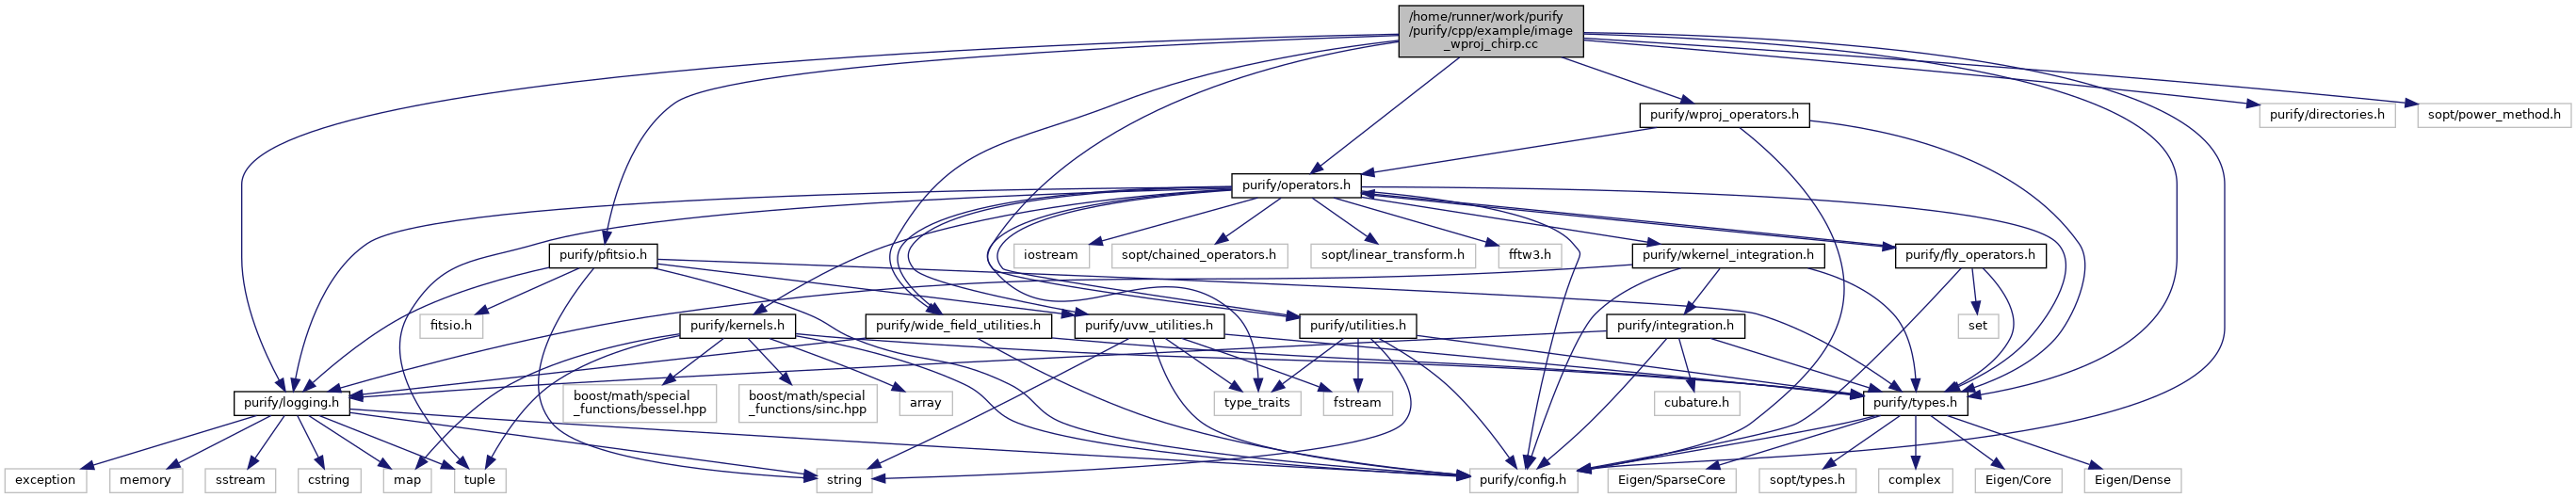 /home/runner/work/purify
/purify/cpp/example/image
_wproj_chirp.cc
purify/wproj_operators.h
purify/directories.h
sopt/power_method.h
purify/operators.h
purify/pfitsio.h
iostream
sopt/chained_operators.h
sopt/linear_transform.h
fftw3.h
purify/wkernel_integration.h
purify/fly_operators.h
fitsio.h
purify/kernels.h
purify/wide_field_utilities.h
purify/uvw_utilities.h
purify/utilities.h
purify/integration.h
set
purify/logging.h
boost/math/special
_functions/bessel.hpp
boost/math/special
_functions/sinc.hpp
array
type_traits
fstream
cubature.h
purify/types.h
exception
memory
sstream
cstring
map
tuple
string
purify/config.h
Eigen/SparseCore
sopt/types.h
complex
Eigen/Core
Eigen/Dense